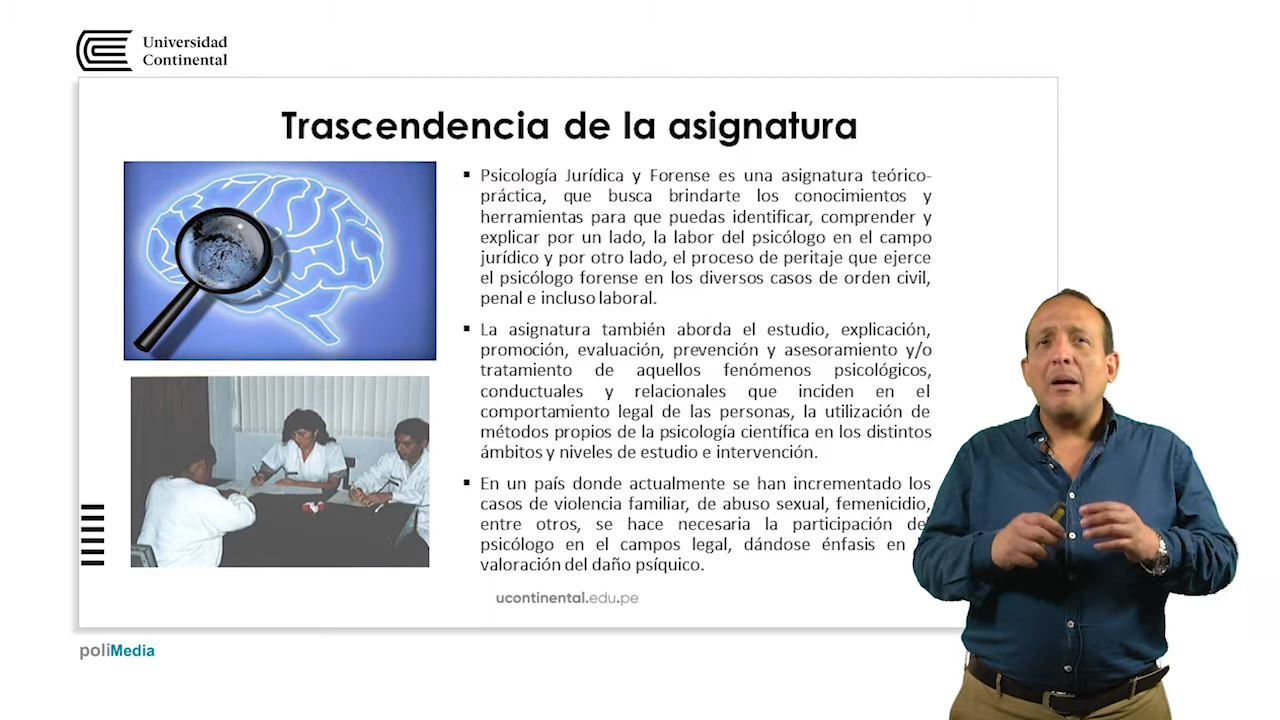 Universidad
Continental
Trascendencia de la asignatura
▪ Psicología Jurídica y Forense es una asignatura teórico-
práctica, que busca brindarte los conocimientos y
herramientas para que puedas identificar, comprender y
explicar por un lado, la labor del psicólogo en el campo
jurídico y por otro lado, el proceso de peritaje que ejerce
el psicólogo forense en los diversos casos de orden civil,
penal e incluso laboral.
▪ La asignatura también aborda el estudio, explicación,
promoción, evaluación, prevención y asesoramiento y/o
tratamiento de aquellos fenómenos psicológicos,
conductuales y relacionales que inciden en el
comportamiento legal de las personas, la utilización de
métodos propios de la psicología científica en los distintos
ámbitos y niveles de estudio e intervención.
▪ En un país donde actualmente se han incrementado los
casos de violencia familiar, de abuso sexual, femenicidio,
entre otros, se hace necesaria la participación de
psicólogo en el campos legal, dándose énfasis en
valoración del daño psíquico.
ucontinental.edu.pe
poliMedia